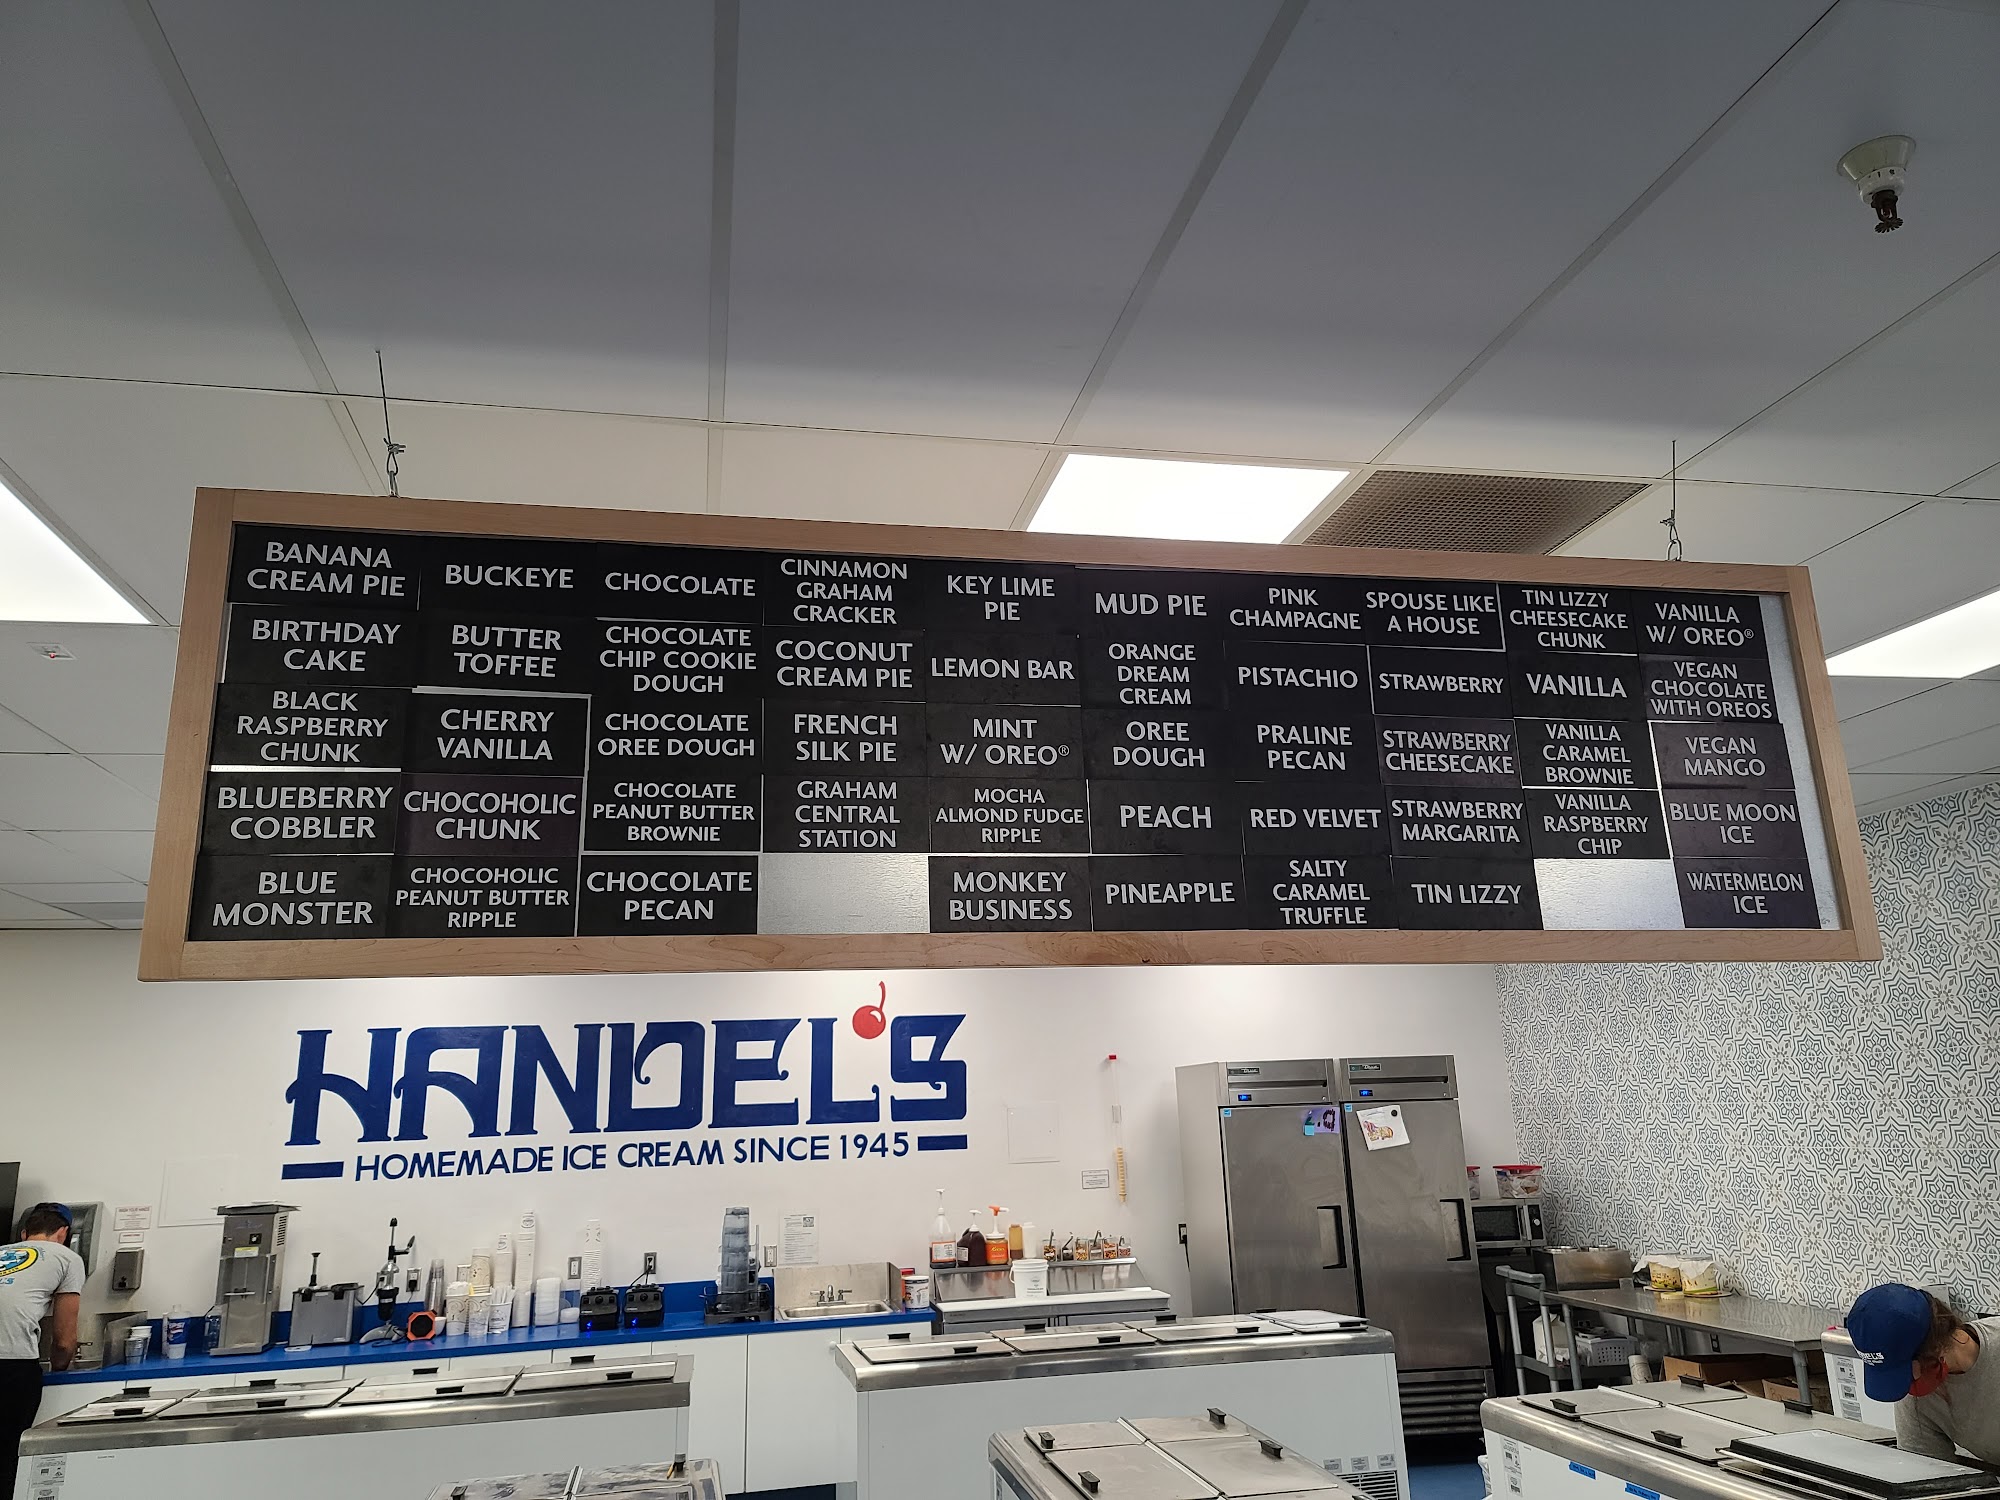 BANANA
CREAM PIE
BIRTHDAY
CAKE
BLACK
RASPBERRY
CHUNK
BLUEBERRY
COBBLER
BLUE
MONSTER
BUCKEYE
BUTTER
TOFFEE
CHERRY
VANILLA
CHOCOHOLIC
CHUNK
CHOCOHOLIC
PEANUT BUTTER
RIPPLE
CHOCOLATE
CHOCOLATE
CHIP COOKIE
DOUGH
CHOCOLATE
OREE DOUGH
CHOCOLATE
PEANUT BUTTER
BROWNIE
CHOCOLATE
PECAN
CINNAMON
GRAHAM
CRACKER
COCONUT
CREAM PIE
FRENCH
SILK PIE
GRAHAM
CENTRAL
STATION
KEY LIME
PIE
LEMON BAR
MINT
W/ OREO®
MOCHA
ALMOND FUDGE
RIPPLE
MONKEY
BUSINESS
MUD PIE
ORANGE
DREAM
CREAM
OREE
DOUGH
PEACH
PINEAPPLE
PINK
CHAMPAGNE
PISTACHIO
PRALINE
PECAN
RED VELVET
SALTY
CARAMEL
TRUFFLE
SPOUSE LIKE
A HOUSE
STRAWBERRY
STRAWBERRY
CHEESECAKE
STRAWBERRY
MARGARITA
TIN LIZZY
TIN LIZZY
CHEESECAKE
CHUNK
VANILLA
VANILLA
CARAMEL
BROWNIE
VANILLA
RASPBERRY
CHIP
VANILLA
W/ OREO®
VEGAN
CHOCOLATE
WITH OREOS
VEGAN
MANGO
BLUE MOON
ICE
WATERMELON
ICE
HANDEL'S
HOMEMADE ICE CREAM SINCE 1945